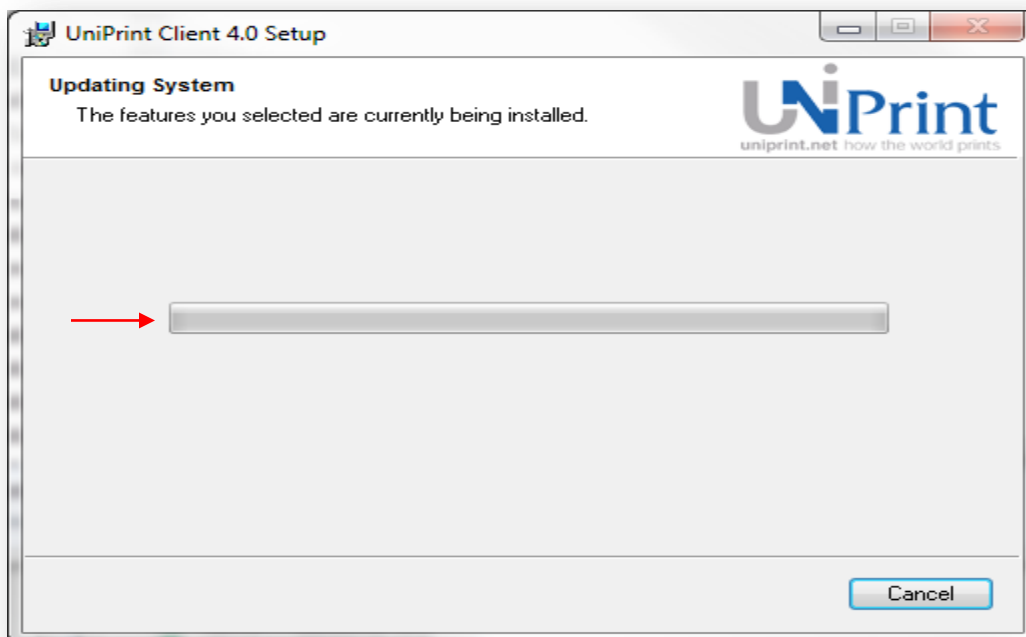 UniPrint Client 4.0 Setup
Updating System
The features you selected are currently being installed.
UNiPrint
uniprint.net how the world prints
Cancel